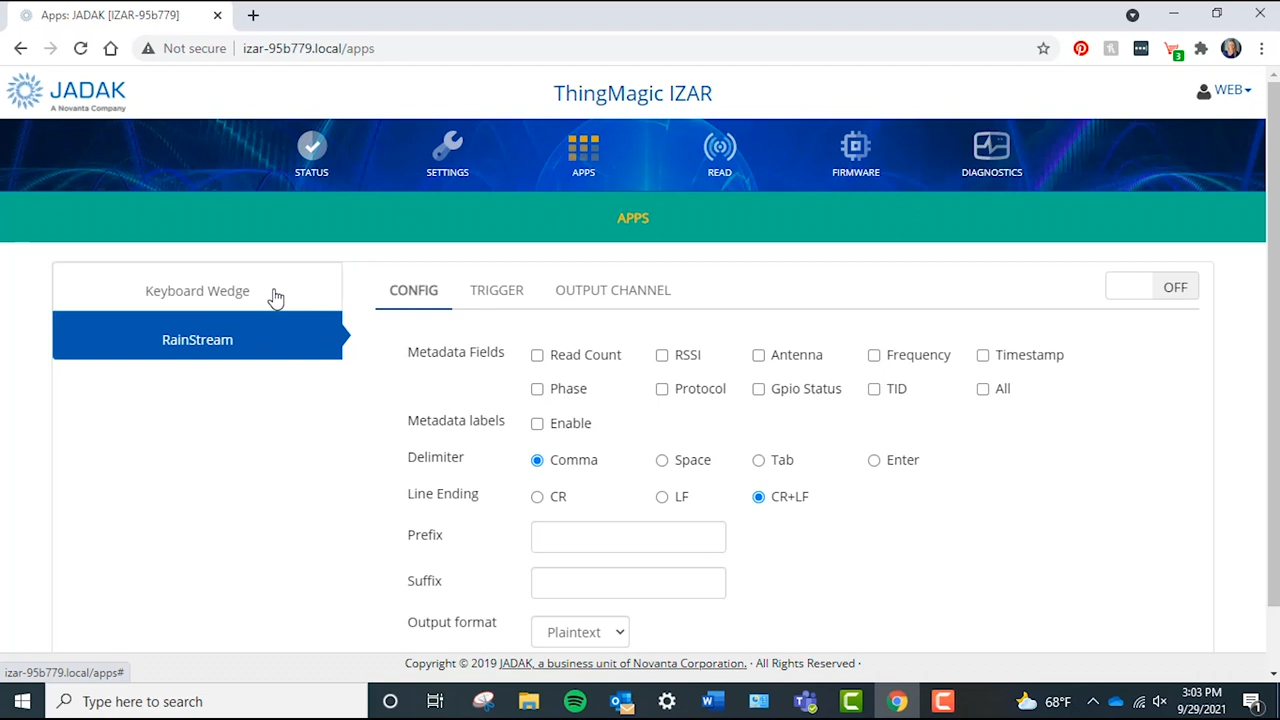 Apps: JADAK [IZAR-95b779]
Not secure izar-95b779.local/apps
3
JADAK
A Novanta Company
ThingMagic IZAR
WEB
STATUS SETTINGS APPS READ FIRMWARE DIAGNOSTICS
APPS
Keyboard Wedge
RainStream
CONFIG TRIGGER OUTPUT CHANNEL OFF
Metadata Fields Read Count RSSI Antenna Frequency Timestamp
Phase Protocol Gpio Status TID All
Metadata labels Enable
Delimiter Comma Space Tab Enter
Line Ending CR LF CR+LF
Prefix
Suffix
Output format Plaintext
Copyright © 2019 JADAK, a business unit of Novanta Corporation. · All Rights Reserved ·
izar-95b779.local/apps#
Type here to search
68°F
3:03 PM
9/29/2021
1